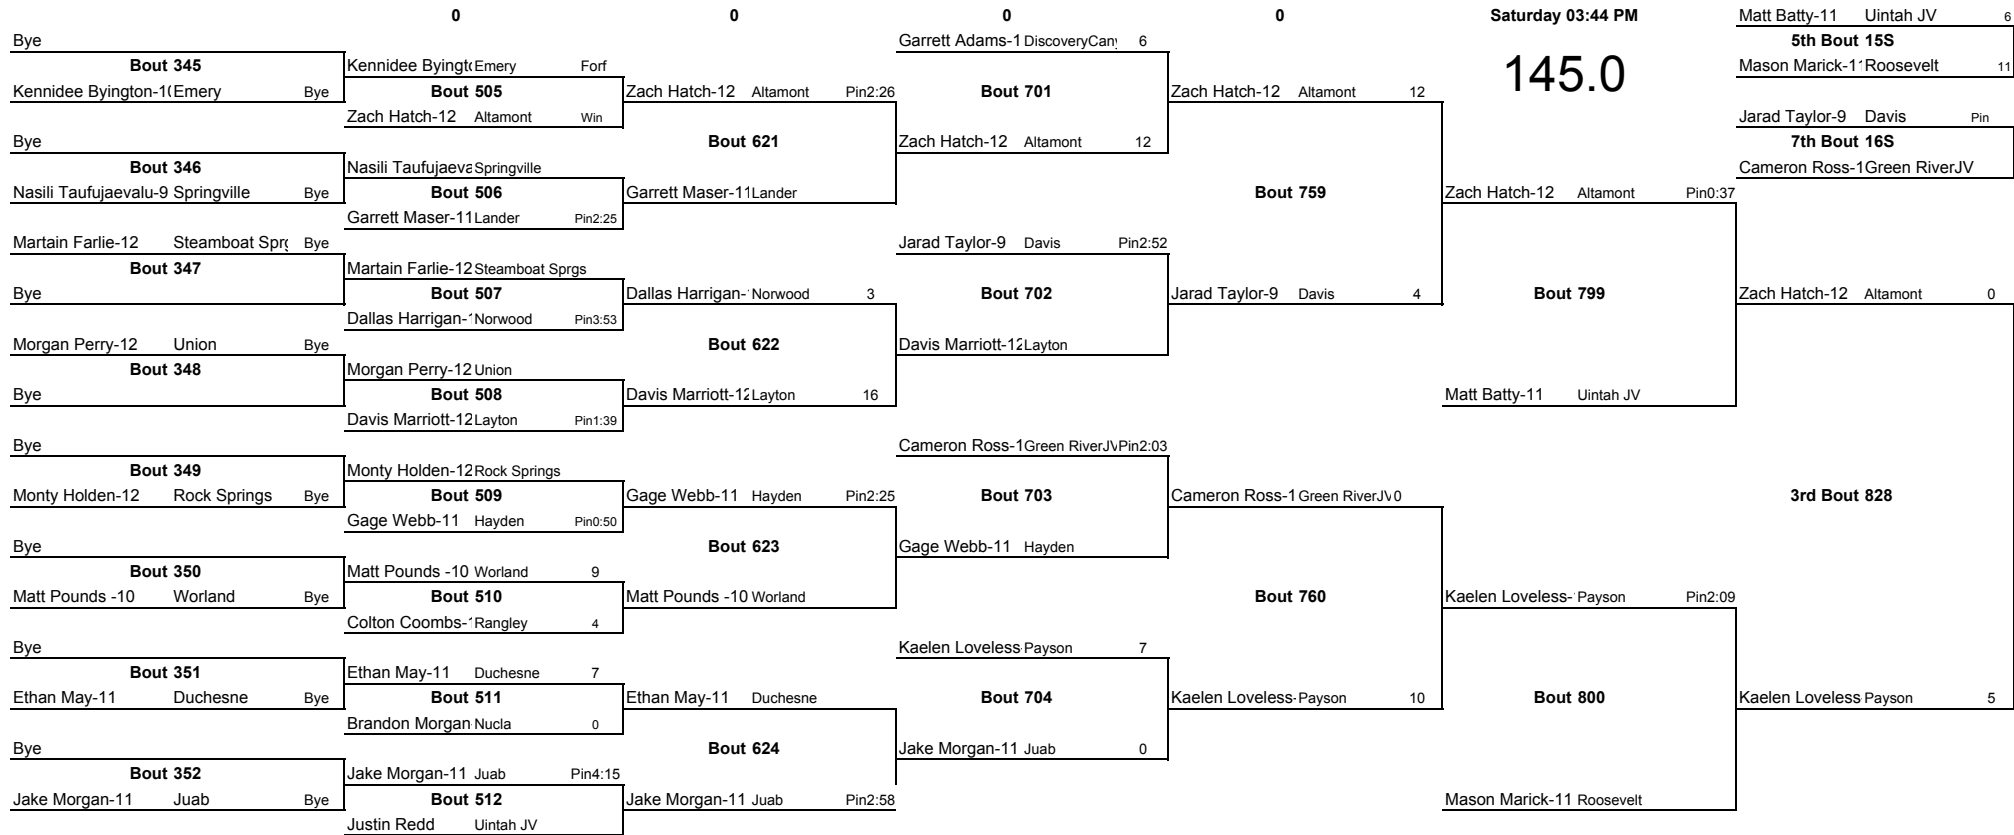 0 0 0 0 Saturday 03:44 PM Matt Batty-11 Uintah JV 6
Bye Garrett Adams-1 DiscoveryCany 6 5th Bout 15S
Bout 345 Kennidee Byingt Emery Forf 145.0 Mason Marick-1 Roosevelt 11
Kennidee Byington-1 Emery Bye Bout 505 Zach Hatch-12 Altamont Pin2:26 Bout 701 Zach Hatch-12 Altamont 12
Zach Hatch-12 Altamont Win Jarad Taylor-9 Davis Pin
Bye Bout 621 Zach Hatch-12 Altamont 12 7th Bout 16S
Bout 346 Nasili Taufujaeva Springville Cameron Ross-1 Green RiverJV
Nasili Taufujaevalu-9 Springville Bye Bout 506 Garrett Maser-11 Lander Bout 759 Zach Hatch-12 Altamont Pin0:37
Garrett Maser-11 Lander Pin2:25
Martain Farlie-12 Steamboat Sprg Bye Jarad Taylor-9 Davis Pin2:52
Bout 347 Martain Farlie-12 Steamboat Sprgs
Bye Bout 507 Dallas Harrigan- Norwood 3 Bout 702 Jarad Taylor-9 Davis 4 Bout 799 Zach Hatch-12 Altamont 0
Dallas Harrigan- Norwood Pin3:53
Morgan Perry-12 Union Bye Bout 622 Davis Marriott-12 Layton
Bout 348 Morgan Perry-12 Union
Bye Bout 508 Davis Marriott-12 Layton 16 Matt Batty-11 Uintah JV
Davis Marriott-12 Layton Pin1:39
Bye Cameron Ross-1 Green RiverJV Pin2:03
Bout 349 Monty Holden-12 Rock Springs
Monty Holden-12 Rock Springs Bye Bout 509 Gage Webb-11 Hayden Pin2:25 Bout 703 Cameron Ross-1 Green RiverJV 0 3rd Bout 828
Gage Webb-11 Hayden Pin0:50
Bye Bout 623 Gage Webb-11 Hayden
Bout 350 Matt Pounds -10 Worland 9
Matt Pounds -10 Worland Bye Bout 510 Matt Pounds -10 Worland Bout 760 Kaelen Loveless- Payson Pin2:09
Colton Coombs- Rangley 4
Bye Kaelen Loveless Payson 7
Bout 351 Ethan May-11 Duchesne 7
Ethan May-11 Duchesne Bye Bout 511 Ethan May-11 Duchesne Bout 704 Kaelen Loveless- Payson 10 Bout 800 Kaelen Loveless Payson 5
Brandon Morgan Nucla 0
Bye Bout 624 Jake Morgan-11 Juab 0
Bout 352 Jake Morgan-11 Juab Pin4:15
Jake Morgan-11 Juab Bye Bout 512 Jake Morgan-11 Juab Pin2:58 Mason Marick-11 Roosevelt
Justin Redd Uintah JV